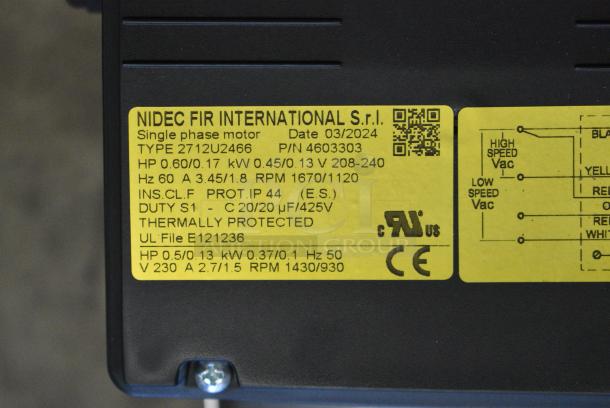 NIDEC FIR INTERNATIONAL S.r.l.
Single phase motor Date 03/2024
TYPE 2712U2466 P/N 4603303
HP 0.60/0.17 kW 0.45/0.13 V 208-240
Hz 60 A 3.45/1.8 RPM 1670/1120
INS.CL.F PROT.IP 44 (E.S.)
DUTY S1 - C 20/20 µF/425V
THERMALLY PROTECTED
UL File E121236
C UL US
HP 0.5/0.13 kW 0.37/0.1 Hz 50
V 230 A 2.7/1.5 RPM 1430/930
CE
HIGH
SPEED
Vac
LOW
SPEED
Vac
BLA
YELL
RED
O
RE
WHIT